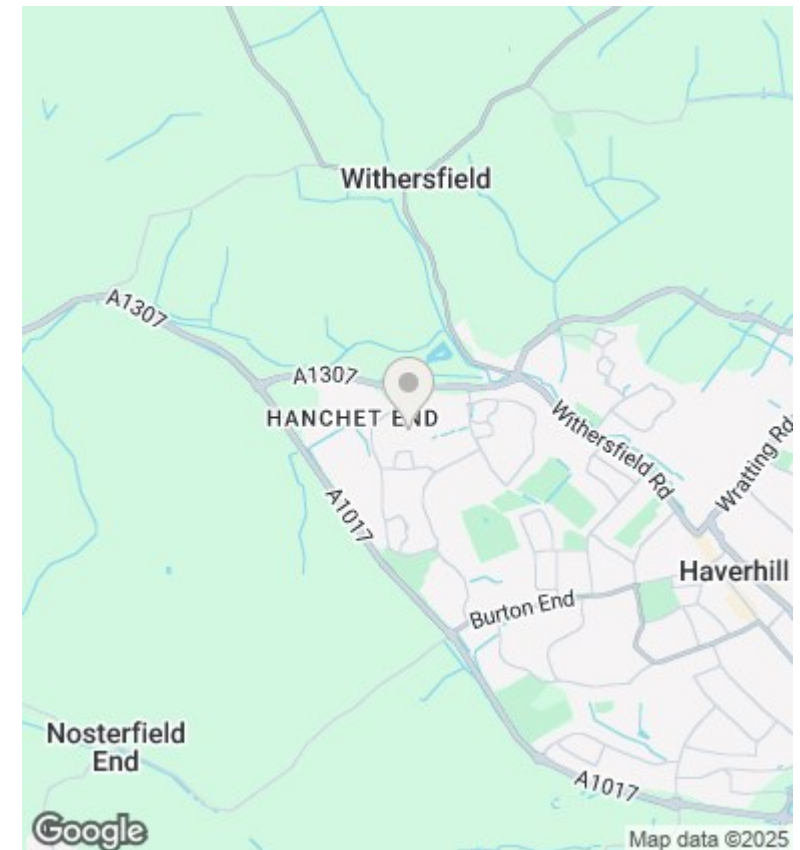 Withersfield
A1307
A1307
HANCHET END
Withersfield Rd
Wratting Rd
A1017
Haverhill
Burton End
Nosterfield
End
A1017
Google
Map data ©2025